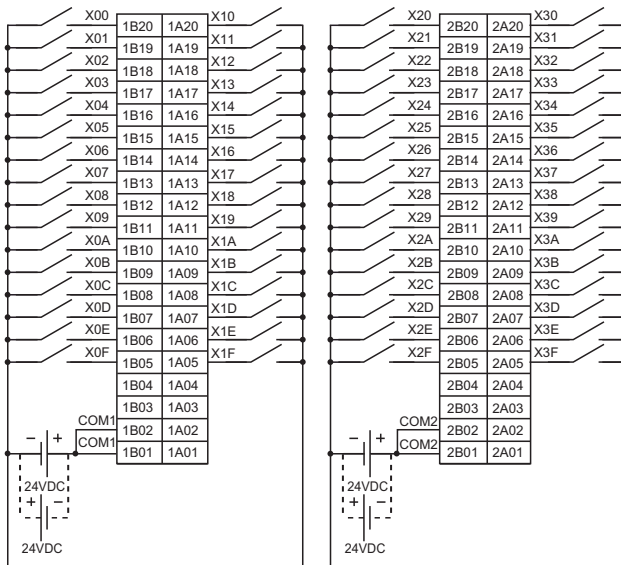 X00 1B20 1A20 X10 X20 2B20 2A20 X30
X01 1B19 1A19 X11 X21 2B19 2A19 X31
X02 1B18 1A18 X12 X22 2B18 2A18 X32
X03 1B17 1A17 X13 X23 2B17 2A17 X33
X04 1B16 1A16 X14 X24 2B16 2A16 X34
X05 1B15 1A15 X15 X25 2B15 2A15 X35
X06 1B14 1A14 X16 X26 2B14 2A14 X36
X07 1B13 1A13 X17 X27 2B13 2A13 X37
X08 1B12 1A12 X18 X28 2B12 2A12 X38
X09 1B11 1A11 X19 X29 2B11 2A11 X39
X0A 1B10 1A10 X1A X2A 2B10 2A10 X3A
X0B 1B09 1A09 X1B X2B 2B09 2A09 X3B
X0C 1B08 1A08 X1C X2C 2B08 2A08 X3C
X0D 1B07 1A07 X1D X2D 2B07 2A07 X3D
X0E 1B06 1A06 X1E X2E 2B06 2A06 X3E
X0F 1B05 1A05 X1F X2F 2B05 2A05 X3F
1B04 1A04 2B04 2A04
1B03 1A03 2B03 2A03
COM1 1B02 1A02 COM2 2B02 2A02
− + COM1 1B01 1A01 − + COM2 2B01 2A01
24VDC 24VDC
+ − + −
24VDC 24VDC